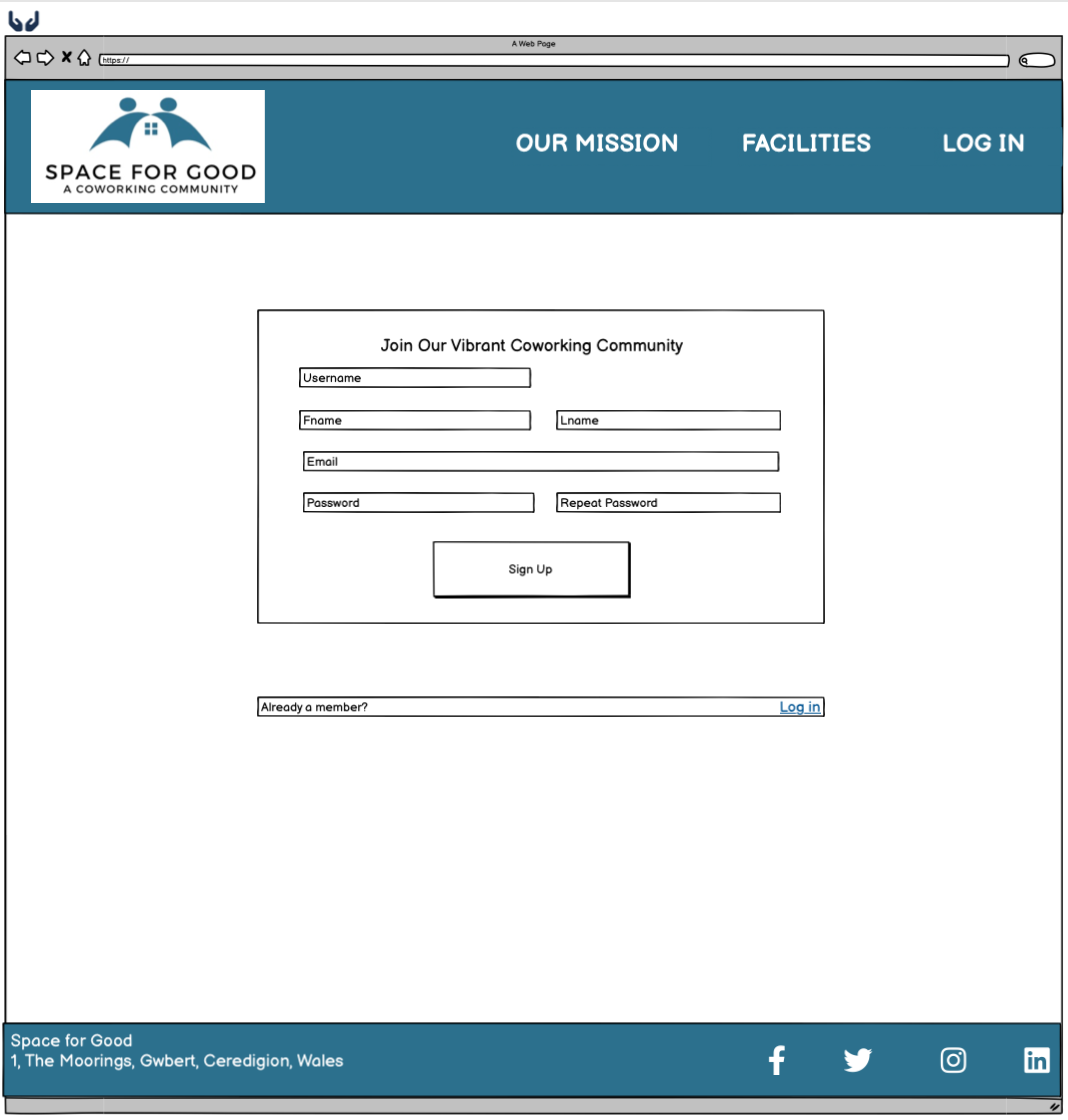 A Web Page
https://
SPACE FOR GOOD
A COWORKING COMMUNITY
OUR MISSION FACILITIES LOG IN
Join Our Vibrant Coworking Community
Username
Fname Lname
Email
Password Repeat Password
Sign Up
Already a member? Log in
Space for Good
1, The Moorings, Gwbert, Ceredigion, Wales